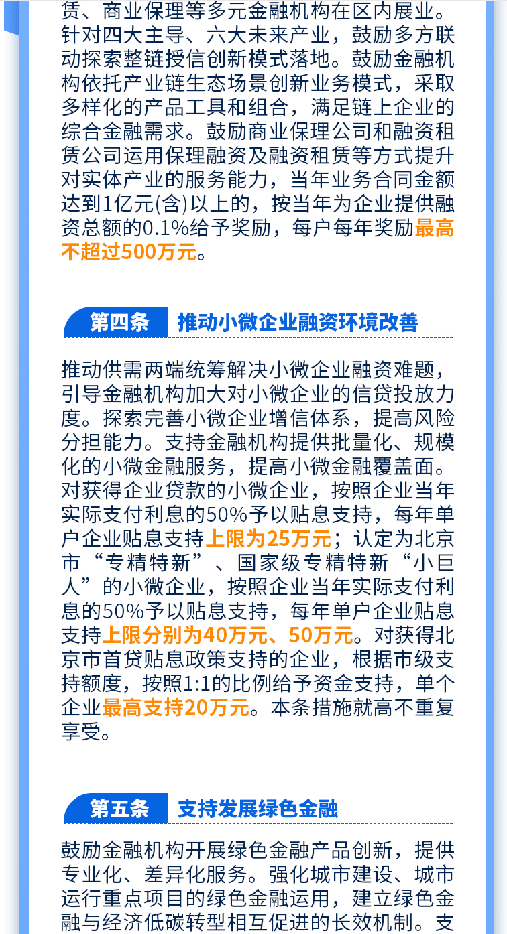 赁、商业保理等多元金融机构在区内展业。
针对四大主导、六大未来产业，鼓励多方联
动探索整链授信创新模式落地。鼓励金融机
构依托产业链生态场景创新业务模式，采取
多样化的产品工具和组合，满足链上企业的
综合金融需求。鼓励商业保理公司和融资租
赁公司运用保理融资及融资租赁等方式提升
对实体产业的服务能力，当年业务合同金额
达到1亿元(含)以上的，按当年为企业提供融
资总额的0.1%给予奖励，每户每年奖励最高
不超过500万元。
第四条 推动小微企业融资环境改善
推动供需两端统筹解决小微企业融资难题，
引导金融机构加大对小微企业的信贷投放力
度。探索完善小微企业增信体系，提高风险
分担能力。支持金融机构提供批量化、规模
化的小微金融服务，提高小微金融覆盖面。
对获得企业贷款的小微企业，按照企业当年
实际支付利息的50%予以贴息支持，每年单
户企业贴息支持上限为25万元；认定为北京
市“专精特新”、国家级专精特新“小巨
人”的小微企业，按照企业当年实际支付利
息的50%予以贴息支持，每年单户企业贴息
支持上限分别为40万元、50万元。对获得北
京市首贷贴息政策支持的企业，根据市级支
持额度，按照1:1的比例给予资金支持，单个
企业最高支持20万元。本条措施就高不重复
享受。
第五条 支持发展绿色金融
鼓励金融机构开展绿色金融产品创新，提供
专业化、差异化服务。强化城市建设、城市
运行重点项目的绿色金融运用，建立绿色金
融与经济低碳转型相互促进的长效机制。支